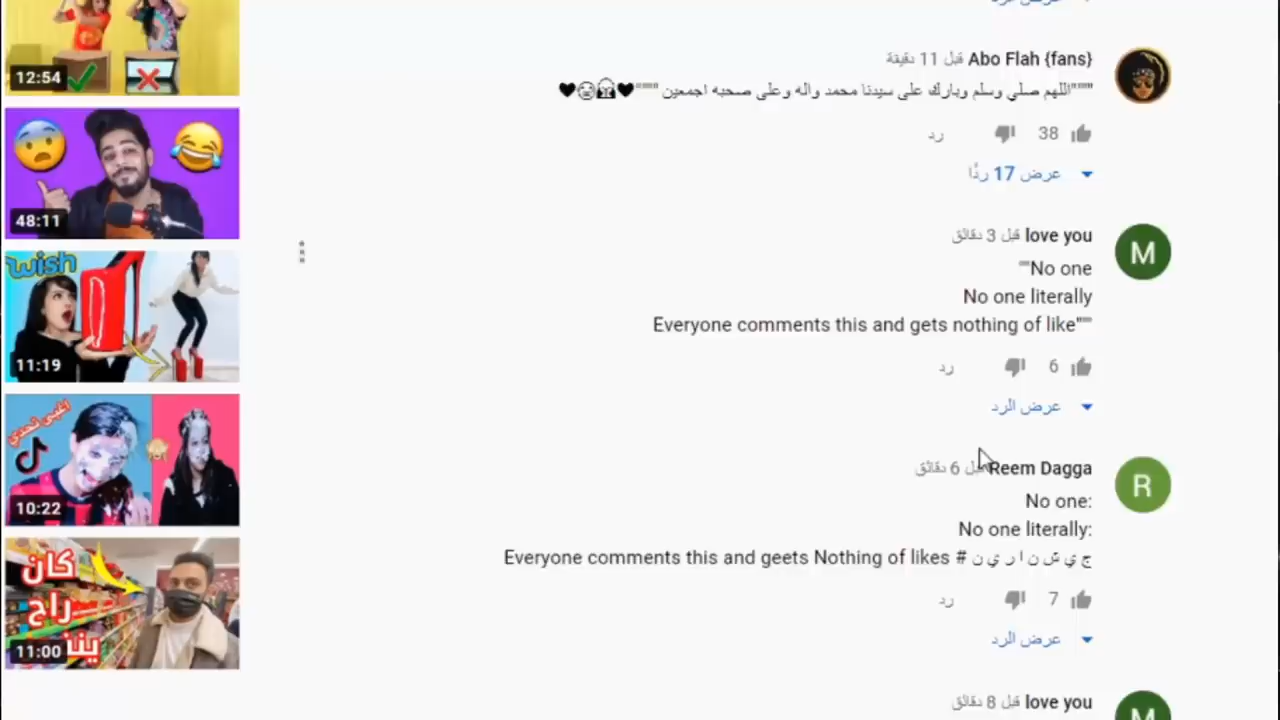 عرض الرد
Abo Flah {fans} قبل 11 دقيقة
""""اللهم صلي وسلم وبارك على سيدنا محمد واله وعلى صحبه اجمعين """"
38
رد
عرض 17 ردًّا
love you قبل 3 دقائق
""No one
No one literally
Everyone comments this and gets nothing of like"""
6
رد
عرض الرد
Reem Dagga قبل 6 دقائق
No one:
No one literally:
Everyone comments this and geets Nothing of likes # ج ي ش ن ا ر ي ن
7
رد
عرض الرد
love you قبل 8 دقائق
M
R
M
12:54
48:11
wish
11:19
اغبى تحدي
10:22
كان
راح
11:00